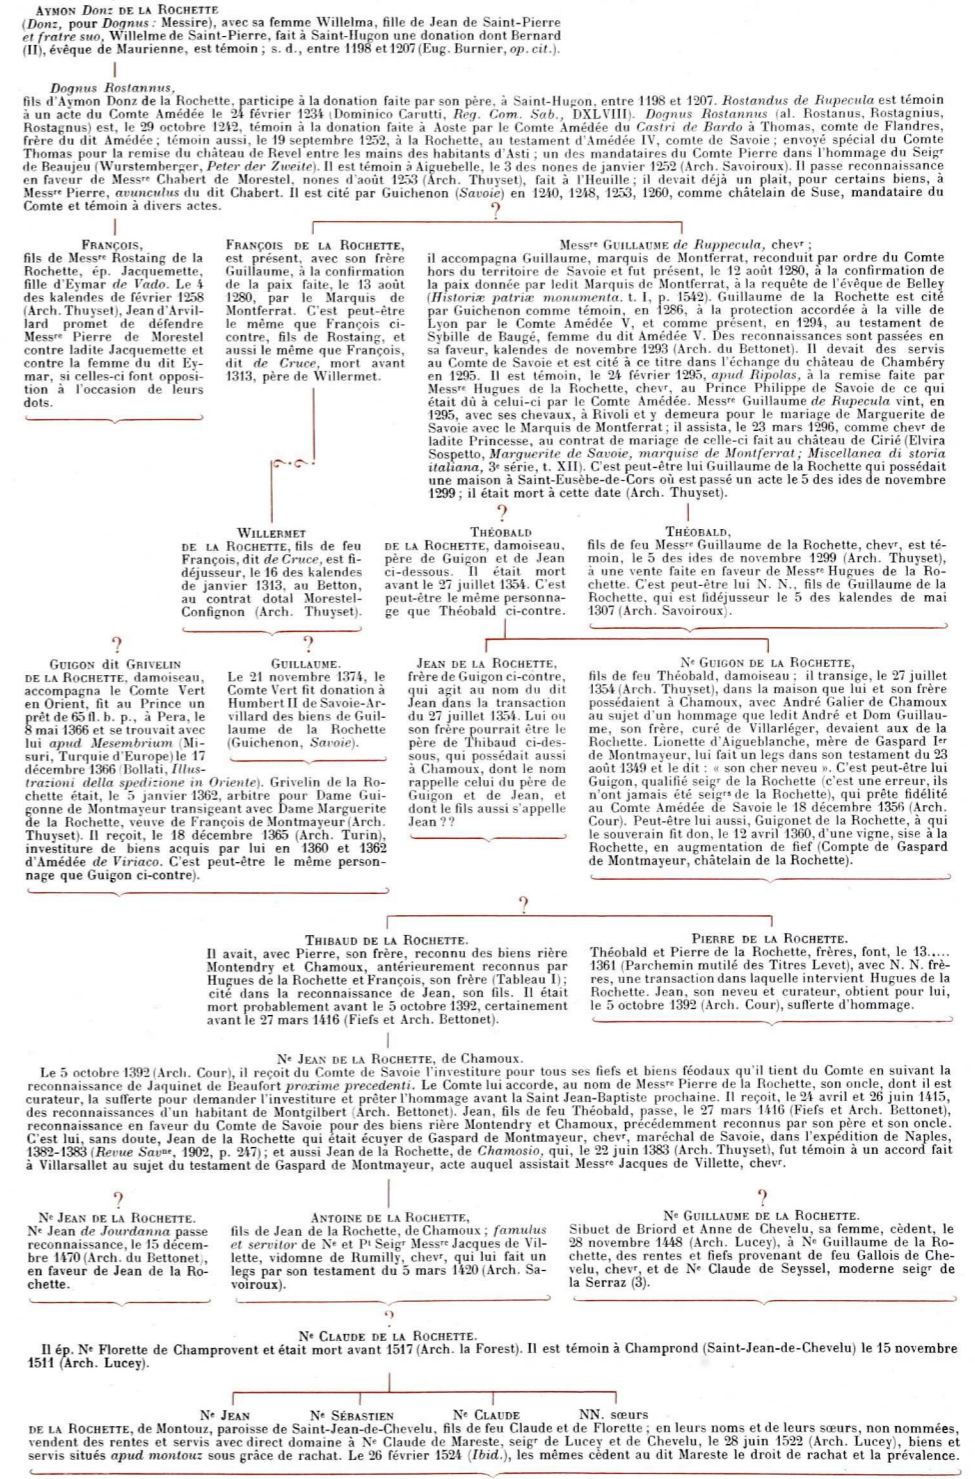 AYMON Donz DE LA ROCHETTE
(Donz, pour Dognus : Messire), avec sa femme Willelma, fille de Jean de Saint-Pierre
et fratre suo, Willelme de Saint-Pierre, fait à Saint-Hugon une donation dont Bernard
(II), évêque de Maurienne, est témoin ; s. d., entre 1198 et 1207 (Eug. Burnier, op. cit.).
Dognus Rostannus,
fils d'Aymon Donz de la Rochette, participe à la donation faite par son père, à Saint-Hugon, entre 1198 et 1207. Rostandus de Rupecula est témoin
à un acte du Comte Amédée le 24 février 1234 (Dominico Carutti, Reg. Com. Sab., DXLVIII). Dognus Rostannus (al. Rostanus, Rostagnius,
Rostagnus) est, le 29 octobre 1242, témoin à la donation faite à Aoste par le Comte Amédée du Castri de Bardo à Thomas, comte de Flandres,
frère du dit Amédée ; témoin aussi, le 19 septembre 1252, à la Rochette, au testament d'Amédée IV, comte de Savoie ; envoyé spécial du Comte
Thomas pour la remise du château de Revel entre les mains des habitants d'Asti ; un des mandataires du Comte Pierre dans l'hommage du Seigr
de Beaujeu (Wurstemberger, Peter der Zweite). Il est témoin à Aiguebelle, le 3 des nones de janvier 1252 (Arch. Savoiroux). Il passe reconnaissance
en faveur de Messre Chabert de Morestel, nones d'août 1253 (Arch. Thuyset), fait à l'Heuille ; il devait déjà un plait, pour certains biens, à
Messre Pierre, avunculus du dit Chabert. Il est cité par Guichenon (Savoie) en 1240, 1248, 1253, 1260, comme châtelain de Suse, mandataire du
Comte et témoin à divers actes.
?
FRANÇOIS,
fils de Messre Rostaing de la
Rochette, ép. Jacquemette,
fille d'Eymar de Vado. Le 4
des kalendes de février 1258
(Arch. Thuyset), Jean d'Arvil-
lard promet de défendre
Messre Pierre de Morestel
contre ladite Jacquemette et
contre la femme du dit Ey-
mar, si celles-ci font opposi-
tion à l'occasion de leurs
dots.
FRANÇOIS DE LA ROCHETTE,
est présent, avec son frère
Guillaume, à la confirmation
de la paix faite, le 13 août
1280, par le Marquis de
Montferrat. C'est peut-être
le même que François ci-
contre, fils de Rostaing, et
aussi le même que François,
dit de Cruce, mort avant
1313, père de Willermet.
Messre GUILLAUME de Ruppecula, chevr ;
il accompagna Guillaume, marquis de Montferrat, reconduit par ordre du Comte
hors du territoire de Savoie et fut présent, le 12 août 1280, à la confirmation de
la paix donnée par ledit Marquis de Montferrat, à la requête de l'évêque de Belley
(Historiæ patriæ monumenta. t. I, p. 1542). Guillaume de la Rochette est cité
par Guichenon comme témoin, en 1286, à la protection accordée à la ville de
Lyon par le Comte Amédée V, et comme présent, en 1294, au testament de
Sybille de Baugé, femme du dit Amédée V. Des reconnaissances sont passées en
sa faveur, kalendes de novembre 1293 (Arch. du Bettonet). Il devait des servis
au Comte de Savoie et est cité à ce titre dans l'échange du château de Chambéry
en 1295. Il est témoin, le 24 février 1295, apud Ripolas, à la remise faite par
Messre Hugues de la Rochette, chevr, au Prince Philippe de Savoie de ce qui
était dû à celui-ci par le Comte Amédée. Messre Guillaume de Rupecula vint, en
1295, avec ses chevaux, à Rivoli et y demeura pour le mariage de Marguerite de
Savoie avec le Marquis de Montferrat ; il assista, le 23 mars 1296, comme chevr de
ladite Princesse, au contrat de mariage de celle-ci fait au château de Cirié (Elvira
Sospetto, Marguerite de Savoie, marquise de Montferrat ; Miscellanea di storia
italiana, 3e série, t. XII). C'est peut-être lui Guillaume de la Rochette qui possédait
une maison à Saint-Eusèbe-de-Cors où est passé un acte le 5 des ides de novembre
1299 ; il était mort à cette date (Arch. Thuyset).
?
WILLERMET
DE LA ROCHETTE, fils de feu
François, dit de Cruce, est fi-
déjusseur, le 16 des kalendes
de janvier 1313, au Betton,
au contrat dotal Morestel-
Confignon (Arch. Thuyset).
THÉOBALD
DE LA ROCHETTE, damoiseau,
père de Guigon et de Jean
ci-dessous. Il était mort
avant le 27 juillet 1354. C'est
peut-être le même personna-
ge que Théobald ci-contre.
THÉOBALD,
fils de feu Messre Guillaume de la Rochette, chevr, est té-
moin, le 5 des ides de novembre 1299 (Arch. Thuyset),
à une vente faite en faveur de Messre Hugues de la Ro-
chette. C'est peut-être lui N. N., fils de Guillaume de la
Rochette, qui est fidéjusseur le 5 des kalendes de mai
1307 (Arch. Savoiroux).
?
GUIGON dit GRIVELIN
DE LA ROCHETTE, damoiseau,
accompagna le Comte Vert
en Orient, fit au Prince un
prêt de 65 fl. b. p., à Pera, le
8 mai 1366 et se trouvait avec
lui apud Mesembrium (Mi-
suri, Turquie d'Europe) le 17
décembre 1366 (Bollati, Illus-
trazioni della spedizione in Oriente). Grivelin de la Ro-
chette était, le 5 janvier 1362, arbitre pour Dame Gui-
gonne de Montmayeur transigeant avec Dame Marguerite
de la Rochette, veuve de François de Montmayeur (Arch.
Thuyset). Il reçoit, le 18 décembre 1365 (Arch. Turin),
investiture de biens acquis par lui en 1360 et 1362
d'Amédée de Viriaco. C'est peut-être le même person-
nage que Guigon ci-contre).
?
GUILLAUME.
Le 21 novembre 1374, le
Comte Vert fit donation à
Humbert II de Savoie-Ar-
villard des biens de Guil-
laume de la Rochette
(Guichenon, Savoie).
JEAN DE LA ROCHETTE,
frère de Guigon ci-contre,
qui agit au nom du dit
Jean dans la transaction
du 27 juillet 1354. Lui ou
son frère pourrait être le
père de Thibaud ci-des-
sous, qui possédait aussi
à Chamoux, dont le nom
rappelle celui du père de
Guigon et de Jean, et
dont le fils aussi s'appelle
Jean ??
Ne GUIGON DE LA ROCHETTE,
fils de feu Théobald, damoiseau ; il transige, le 27 juillet
1354 (Arch. Thuyset), dans la maison que lui et son frère
possédaient à Chamoux, avec André Galier de Chamoux
au sujet d'un hommage que ledit André et Dom Guillau-
me, son frère, curé de Villarléger, devaient aux de la
Rochette. Lionette d'Aigueblanche, mère de Gaspard Ier
de Montmayeur, lui fait un legs dans son testament du 23
août 1349 et le dit : « son cher neveu ». C'est peut-être lui
Guigon, qualifié seigr de la Rochette (c'est une erreur, ils
n'ont jamais été seigrs de la Rochette), qui prête fidélité
au Comte Amédée de Savoie le 18 décembre 1356 (Arch.
Cour). Peut-être lui aussi, Guigonet de la Rochette, à qui
le souverain fit don, le 12 avril 1360, d'une vigne, sise à la
Rochette, en augmentation de fief (Compte de Gaspard
de Montmayeur, châtelain de la Rochette).
?
THIBAUD DE LA ROCHETTE.
Il avait, avec Pierre, son frère, reconnu des biens rière
Montendry et Chamoux, antérieurement reconnus par
Hugues de la Rochette et François, son frère (Tableau I) ;
cité dans la reconnaissance de Jean, son fils. Il était
mort probablement avant le 5 octobre 1392, certainement
avant le 27 mars 1416 (Fiefs et Arch. Bettonet).
PIERRE DE LA ROCHETTE.
Théobald et Pierre de la Rochette, frères, font, le 13.....
1361 (Parchemin mutilé des Titres Levet), avec N. N. frè-
res, une transaction dans laquelle intervient Hugues de la
Rochette. Jean, son neveu et curateur, obtient pour lui,
le 5 octobre 1392 (Arch. Cour), sufferte d'hommage.
Ne JEAN DE LA ROCHETTE, de Chamoux.
Le 5 octobre 1392 (Arch. Cour), il reçoit du Comte de Savoie l'investiture pour tous ses fiefs et biens féodaux qu'il tient du Comte en suivant la
reconnaissance de Jaquinet de Beaufort proxime precedenti. Le Comte lui accorde, au nom de Messre Pierre de la Rochette, son oncle, dont il est
curateur, la sufferte pour demander l'investiture et prêter l'hommage avant la Saint Jean-Baptiste prochaine. Il reçoit, le 24 avril et 26 juin 1415,
des reconnaissances d'un habitant de Montgilbert (Arch. Bettonet). Jean, fils de feu Théobald, passe, le 27 mars 1416 (Fiefs et Arch. Bettonet),
reconnaissance en faveur du Comte de Savoie pour des biens rière Montendry et Chamoux, précédemment reconnus par son père et son oncle.
C'est lui, sans doute, Jean de la Rochette qui était écuyer de Gaspard de Montmayeur, chevr, maréchal de Savoie, dans l'expédition de Naples,
1382-1383 (Revue Savne, 1902, p. 247) ; et aussi Jean de la Rochette, de Chamosio, qui, le 22 juin 1383 (Arch. Thuyset), fut témoin à un accord fait
à Villarsallet au sujet du testament de Gaspard de Montmayeur, acte auquel assistait Messre Jacques de Villette, chevr.
?
Ne JEAN DE LA ROCHETTE.
Ne Jean de Jourdanna passe
reconnaissance, le 15 décem-
bre 1470 (Arch. du Bettonet),
en faveur de Jean de la Ro-
chette.
ANTOINE DE LA ROCHETTE,
fils de Jean de la Rochette, de Chamoux ; famulus
et servitor de Ne et Pt Seigr Messre Jacques de Vil-
lette, vidomne de Rumilly, chevr, qui lui fait un
legs par son testament du 5 mars 1420 (Arch. Sa-
voiroux).
?
Ne GUILLAUME DE LA ROCHETTE.
Sibuet de Briord et Anne de Chevelu, sa femme, cèdent, le
28 novembre 1448 (Arch. Lucey), à Ne Guillaume de la Ro-
chette, des rentes et fiefs provenant de feu Gallois de Che-
velu, chevr, et de Ne Claude de Seyssel, moderne seigr de
la Serraz (3).
?
Ne CLAUDE DE LA ROCHETTE.
Il ép. Ne Florette de Champrovent et était mort avant 1517 (Arch. la Forest). Il est témoin à Champrond (Saint-Jean-de-Chevelu) le 15 novembre
1511 (Arch. Lucey).
Ne JEAN Ne SÉBASTIEN Ne CLAUDE NN. sœurs
DE LA ROCHETTE, de Montouz, paroisse de Saint-Jean-de-Chevelu, fils de feu Claude et de Florette ; en leurs noms et de leurs sœurs, non nommées,
vendent des rentes et servis avec direct domaine à Ne Claude de Mareste, seigr de Lucey et de Chevelu, le 28 juin 1522 (Arch. Lucey), biens et
servis situés apud montouz sous grâce de rachat. Le 26 février 1524 (Ibid.), les mêmes cèdent au dit Mareste le droit de rachat et la prévalence.